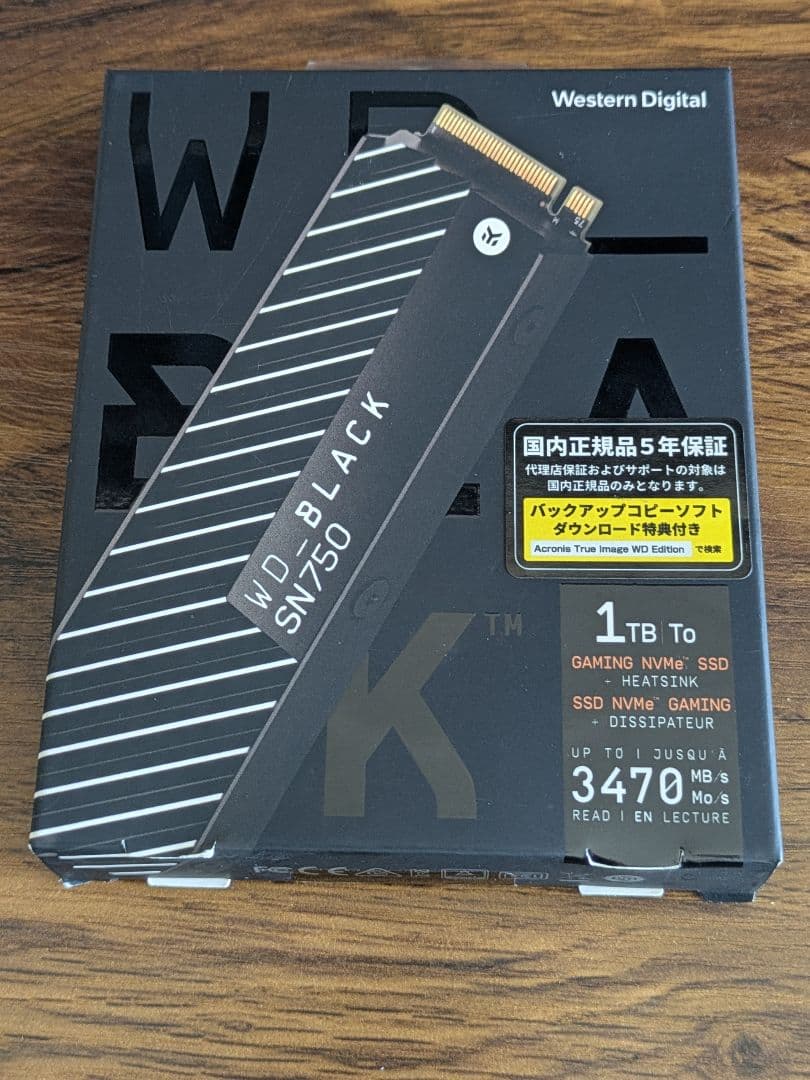 Western Digital
W D _
B L A
K™
WD_BLACK
SN750
M
国内正規品5年保証
代理店保証およびサポートの対象は
国内正規品のみとなります。
バックアップコピーソフト
ダウンロード特典付き
Acronis True Image WD Edition で検索
1TB | To
GAMING NVMe™ SSD
+ HEATSINK
SSD NVMe™ GAMING
+ DISSIPATEUR
UP TO | JUSQU'À
3470 MB/s
Mo/s
READ | EN LECTURE
FC CE